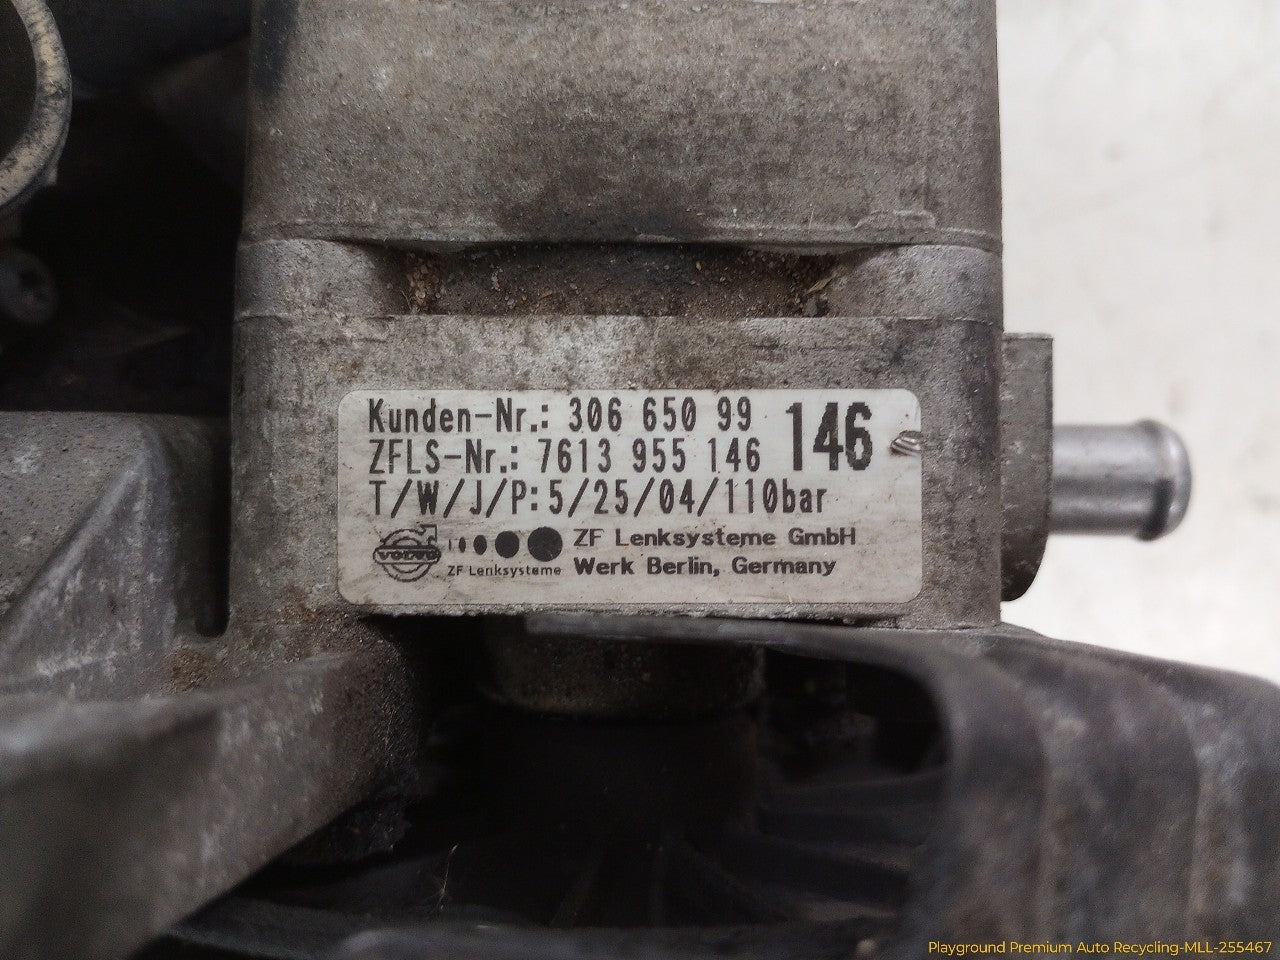 Kunden-Nr.: 306 650 99 146
ZFLS-Nr.: 7613 955 146
T/W/J/P:5/25/04/110bar
VOLVO ZF Lenksysteme ZF Lenksysteme GmbH
Werk Berlin, Germany
Playground Premium Auto Recycling-MLL-255467